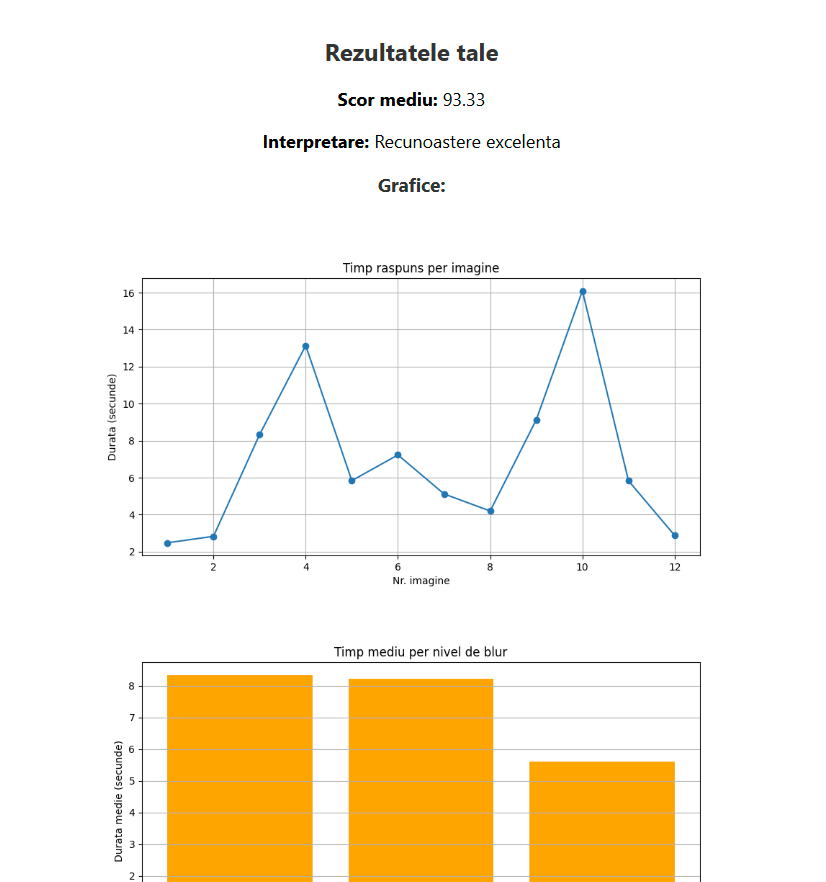 Rezultatele tale
Scor mediu: 93.33
Interpretare: Recunoastere excelenta
Grafice:
Timp raspuns per imagine
16
14
12
10
8
6
4
2
Durata (secunde)
2 4 6 8 10 12
Nr. imagine
Timp mediu per nivel de blur
8
7
6
5
4
3
2
Durata medie (secunde)